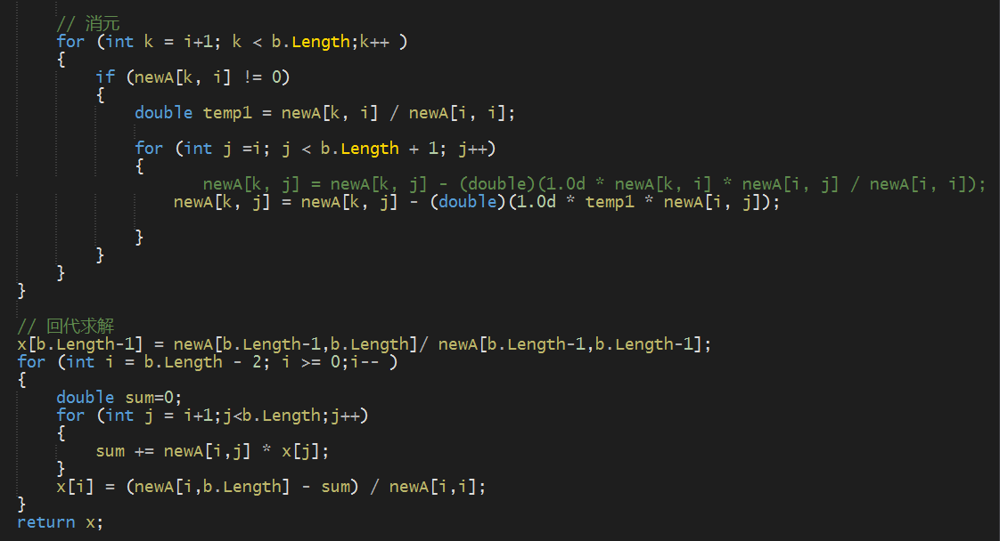 // 消元
for (int k = i+1; k < b.Length;k++ )
{
if (newA[k, i] != 0)
{
double temp1 = newA[k, i] / newA[i, i];
for (int j =i; j < b.Length + 1; j++)
{
newA[k, j] = newA[k, j] - (double)(1.0d * newA[k, i] * newA[i, j] / newA[i, i]);
newA[k, j] = newA[k, j] - (double)(1.0d * temp1 * newA[i, j]);
}
}
}
}
// 回代求解
x[b.Length-1] = newA[b.Length-1,b.Length]/ newA[b.Length-1,b.Length-1];
for (int i = b.Length - 2; i >= 0;i-- )
{
double sum=0;
for (int j = i+1;j<b.Length;j++)
{
sum += newA[i,j] * x[j];
}
x[i] = (newA[i,b.Length] - sum) / newA[i,i];
}
return x;